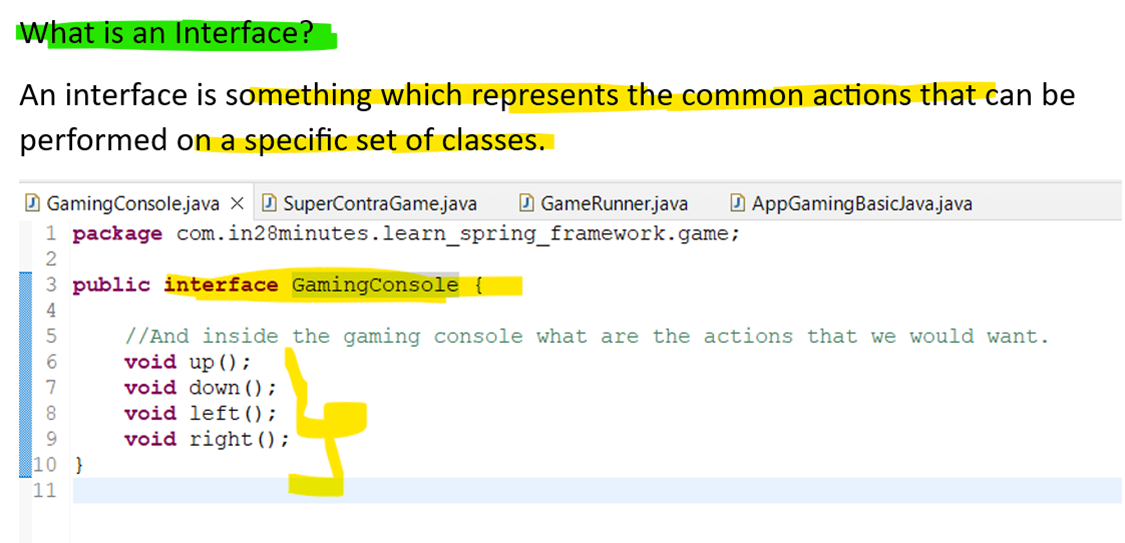 What is an Interface?
An interface is something which represents the common actions that can be
performed on a specific set of classes.
GamingConsole.java SuperContraGame.java GameRunner.java AppGamingBasicJava.java
1 package com.in28minutes.learn_spring_framework.game;
2
3 public interface GamingConsole {
4
5 //And inside the gaming console what are the actions that we would want.
6 void up();
7 void down();
8 void left();
9 void right();
10 }
11